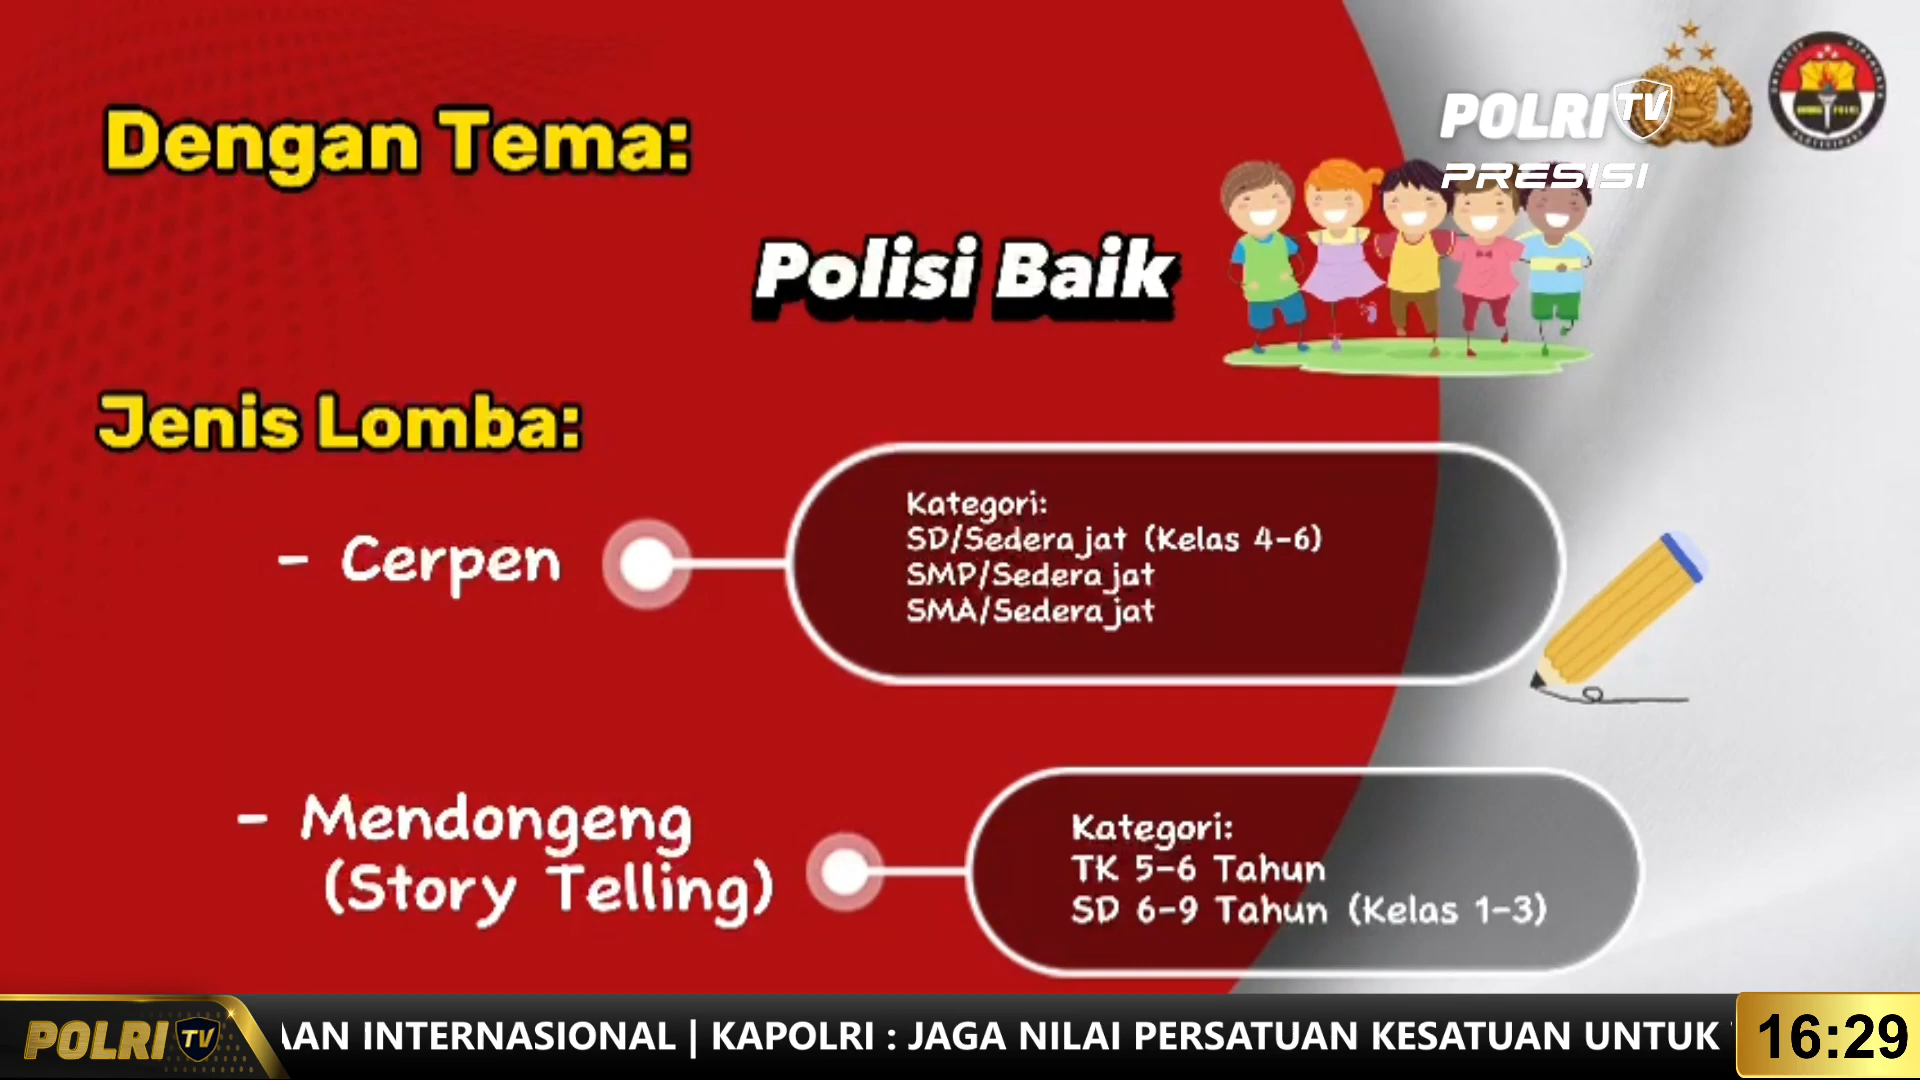 Dengan Tema:
POLRI TV
PRESISI
Polisi Baik
Jenis Lomba:
- Cerpen
Kategori:
SD/Sederajat (Kelas 4-6)
SMP/Sederajat
SMA/Sederajat
- Mendongeng
(Story Telling)
Kategori:
TK 5-6 Tahun
SD 6-9 Tahun (Kelas 1-3)
POLRI TV
AAN INTERNASIONAL | KAPOLRI : JAGA NILAI PERSATUAN KESATUAN UNTUK
16:29